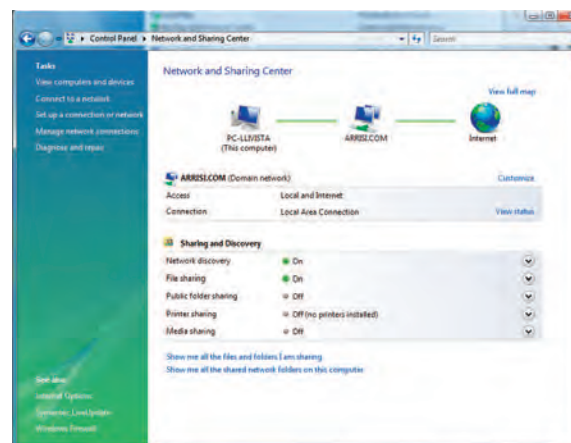 Control Panel ▸ Network and Sharing Center
Search
Tasks
View computers and devices
Connect to a network
Set up a connection or network
Manage network connections
Diagnose and repair
Network and Sharing Center
View full map
PC-LLIVISTA
(This computer)
ARRISI.COM
Internet
ARRISI.COM (Domain network)
Customize
Access Local and Internet
Connection Local Area Connection View status
Sharing and Discovery
Network discovery On
File sharing On
Public folder sharing Off
Printer sharing Off (no printers installed)
Media sharing Off
Show me all the files and folders I am sharing
Show me all the shared network folders on this computer
See also
Internet Options
LiveUpdate
Windows Firewall